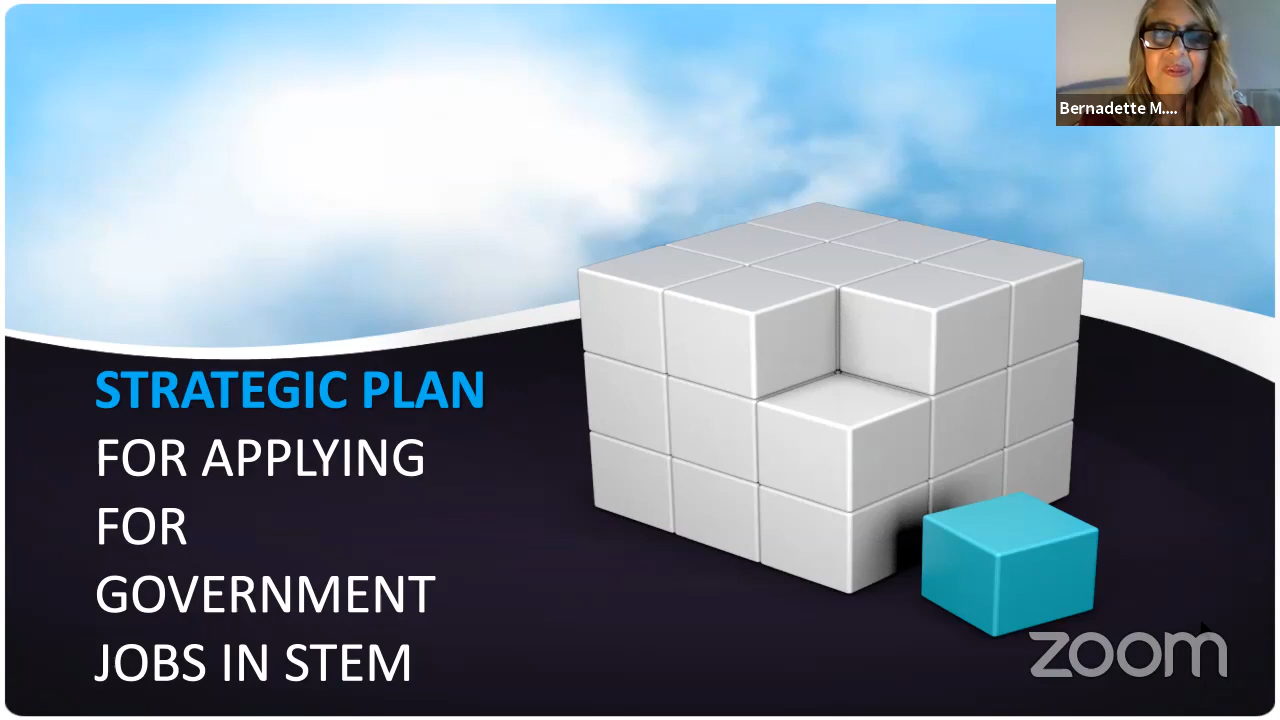 Bernadette M....
STRATEGIC PLAN
FOR APPLYING
FOR
GOVERNMENT
JOBS IN STEM
zoom